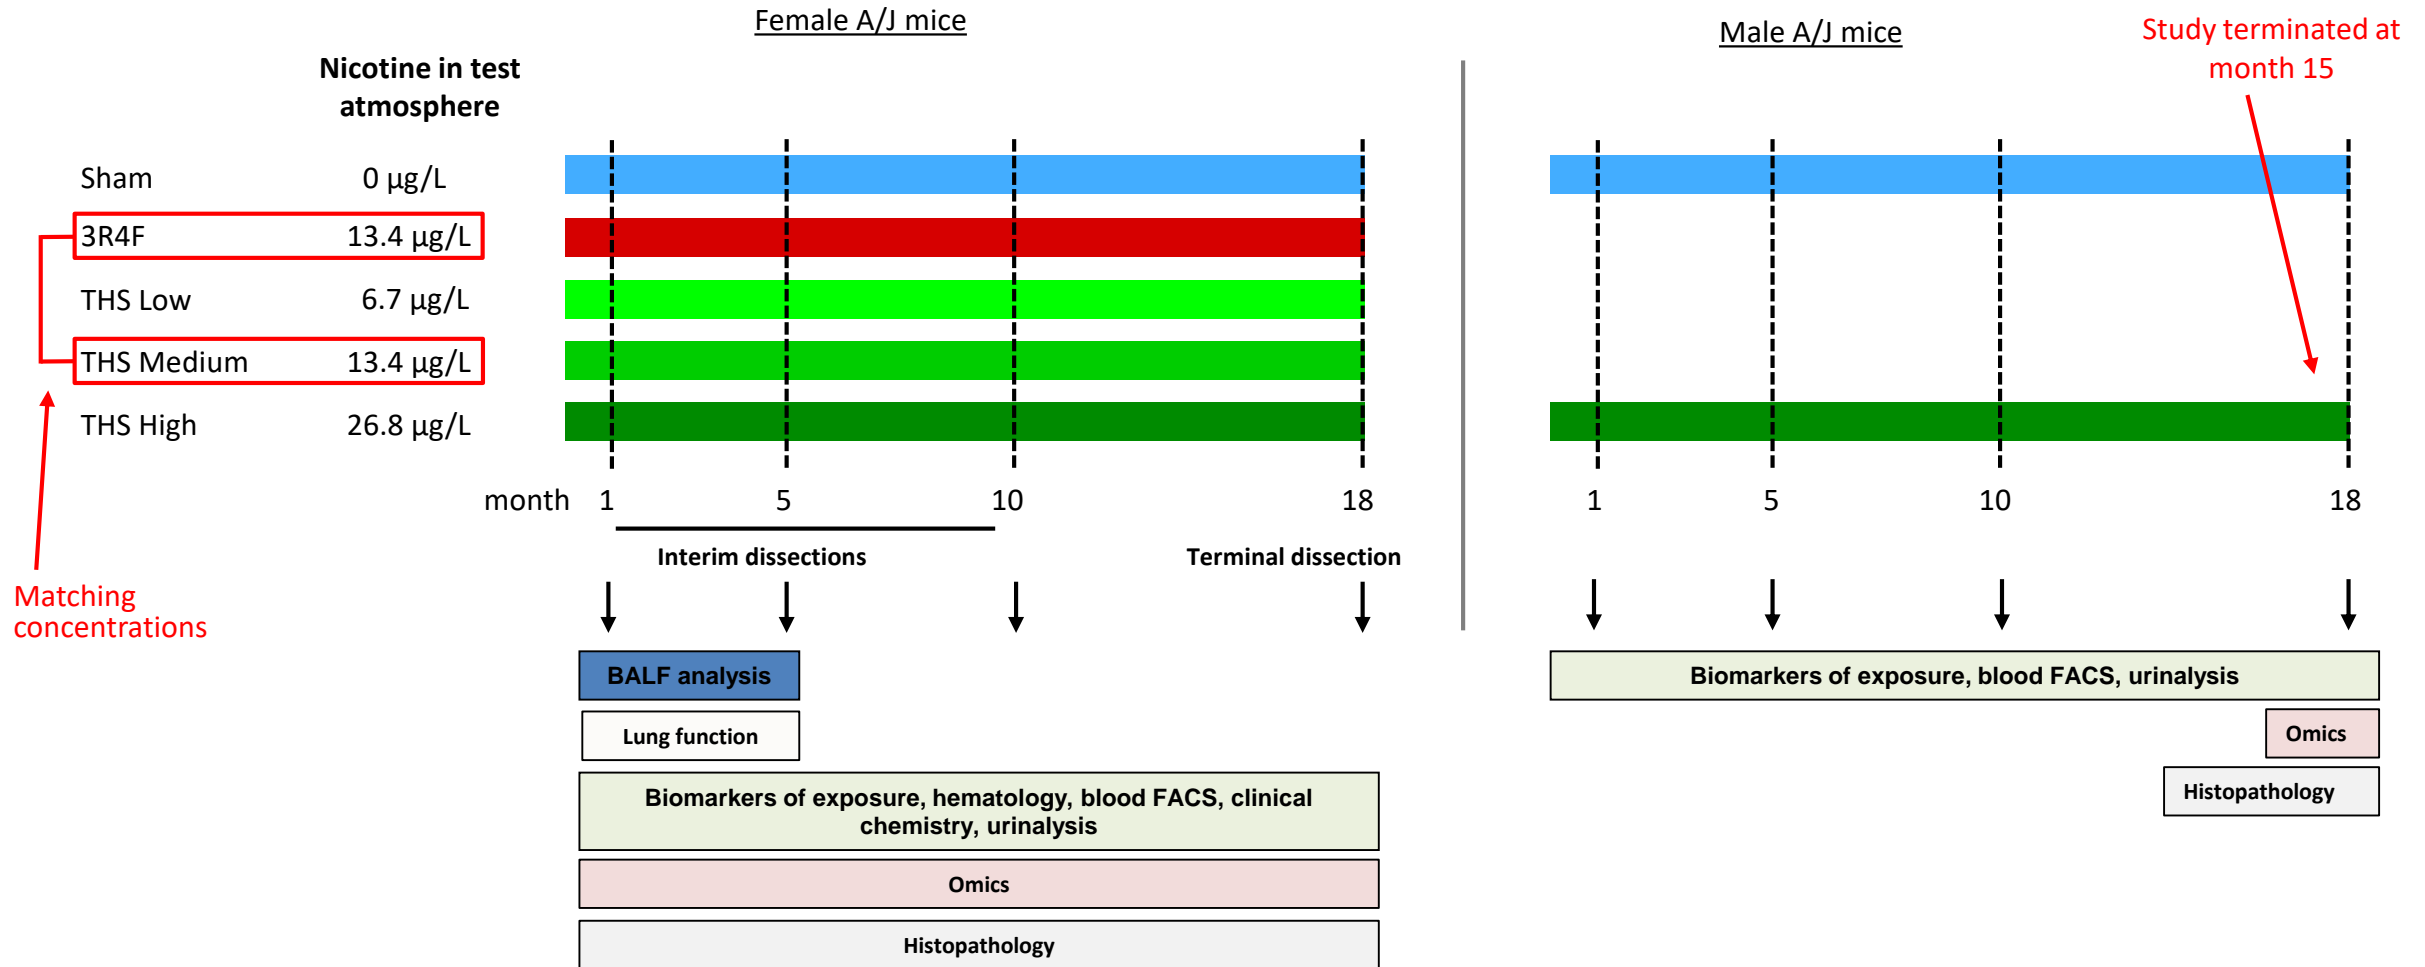 Female A/J mice
Male A/J mice
Study terminated at
month 15
Nicotine in test
atmosphere
Sham 0 µg/L
3R4F 13.4 µg/L
THS Low 6.7 µg/L
THS Medium 13.4 µg/L
THS High 26.8 µg/L
month 1 5 10 18
1 5 10 18
Interim dissections
Terminal dissection
Matching
concentrations
BALF analysis
Lung function
Biomarkers of exposure, hematology, blood FACS, clinical
chemistry, urinalysis
Omics
Histopathology
Biomarkers of exposure, blood FACS, urinalysis
Omics
Histopathology